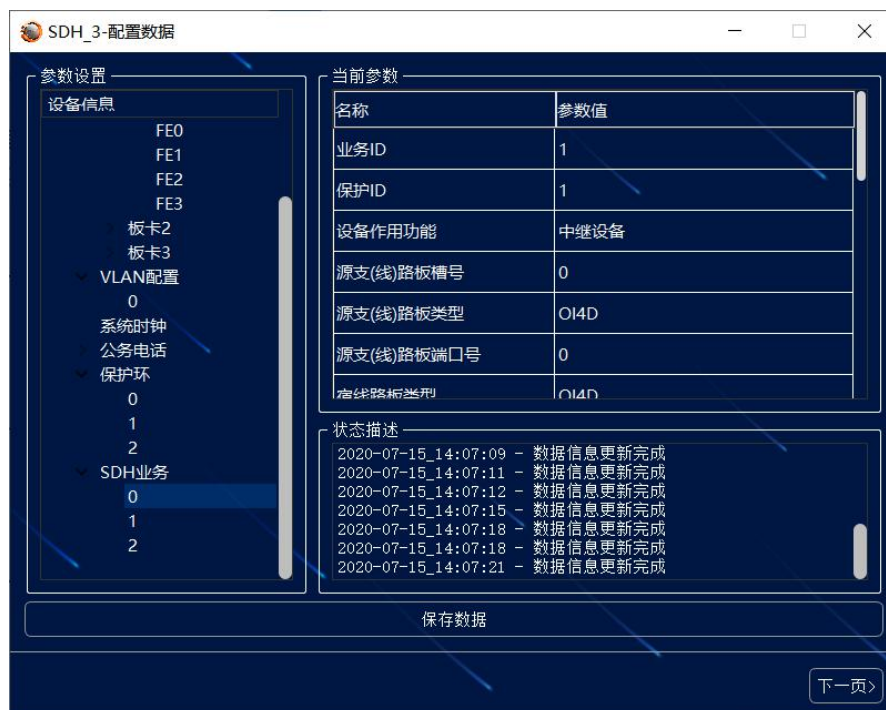 SDH_3-配置数据
参数设置
设备信息
FE0
FE1
FE2
FE3
板卡2
板卡3
VLAN配置
0
系统时钟
公务电话
保护环
0
1
2
SDH业务
0
1
2
当前参数
名称 参数值
业务ID 1
保护ID 1
设备作用功能 中继设备
源支(线)路板槽号 0
源支(线)路板类型 OI4D
源支(线)路板端口号 0
宿线路板类型 OI4D
状态描述
2020-07-15_14:07:09 - 数据信息更新完成
2020-07-15_14:07:11 - 数据信息更新完成
2020-07-15_14:07:12 - 数据信息更新完成
2020-07-15_14:07:15 - 数据信息更新完成
2020-07-15_14:07:18 - 数据信息更新完成
2020-07-15_14:07:18 - 数据信息更新完成
2020-07-15_14:07:21 - 数据信息更新完成
保存数据
下一页>